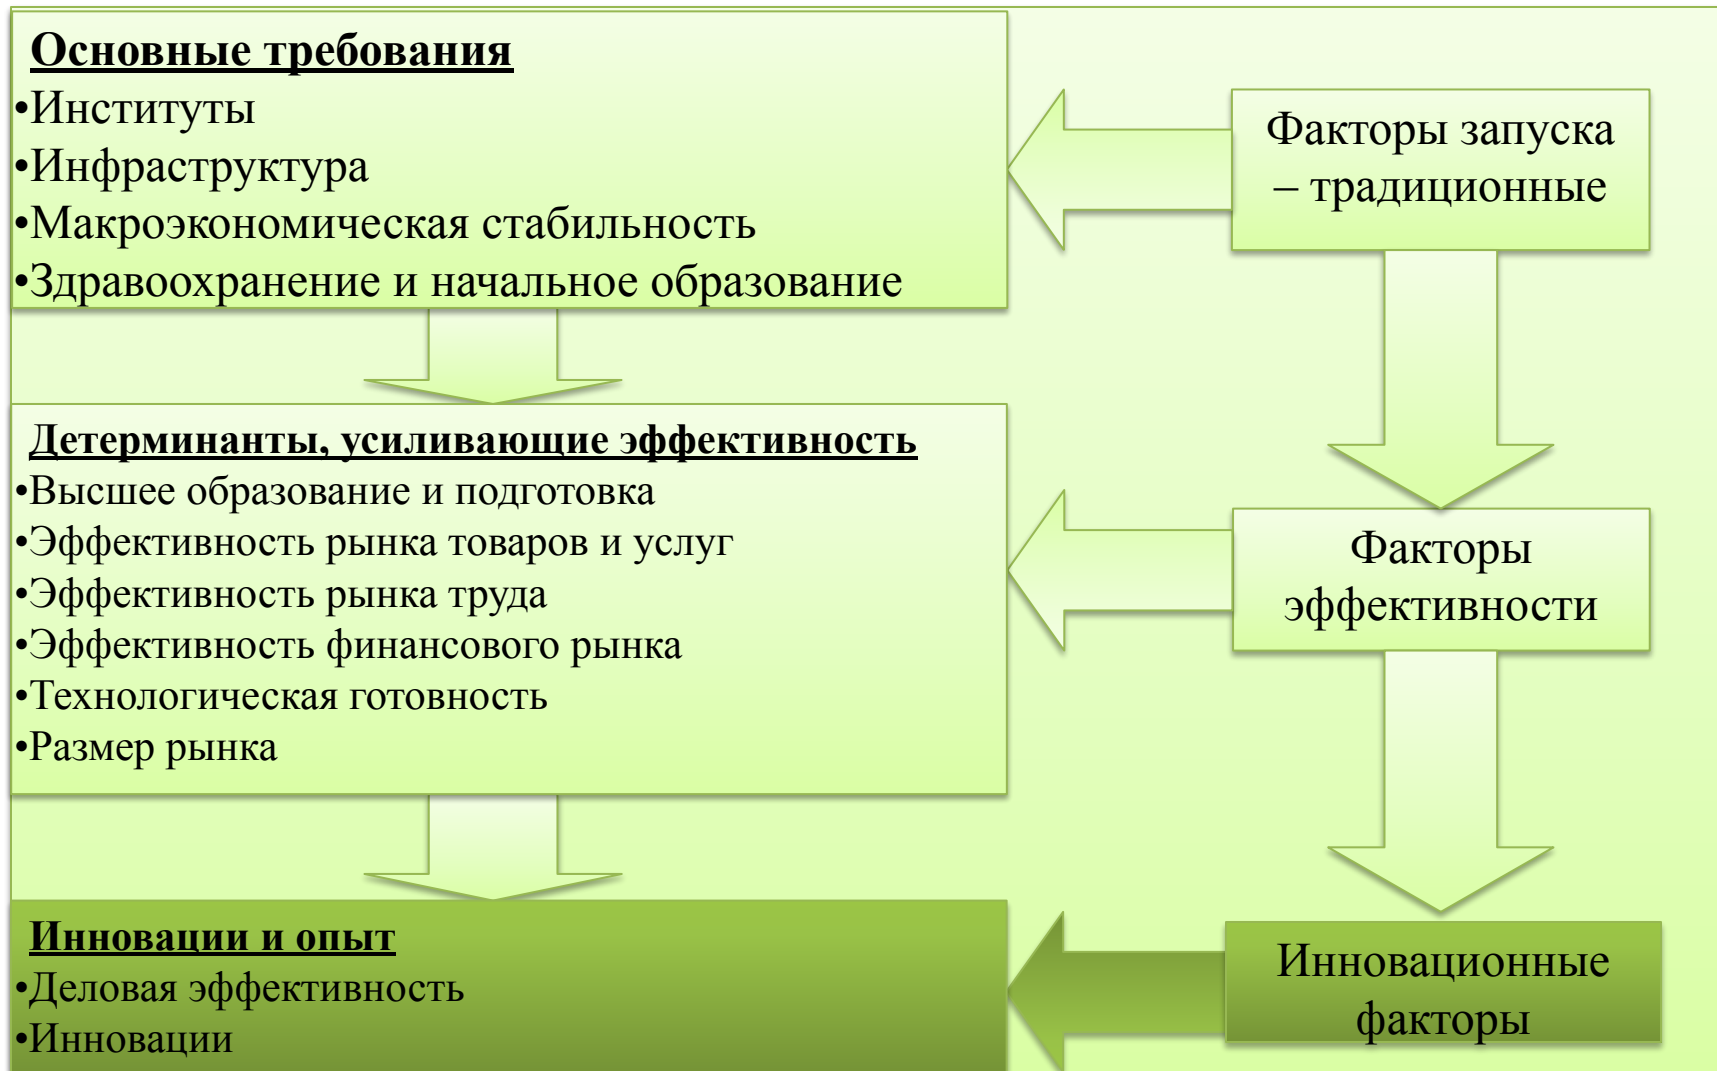 Основные требования
•Институты
•Инфраструктура
•Макроэкономическая стабильность
•Здравоохранение и начальное образование
Факторы запуска
– традиционные
Детерминанты, усиливающие эффективность
•Высшее образование и подготовка
•Эффективность рынка товаров и услуг
•Эффективность рынка труда
•Эффективность финансового рынка
•Технологическая готовность
•Размер рынка
Факторы
эффективности
Инновации и опыт
•Деловая эффективность
•Инновации
Инновационные
факторы